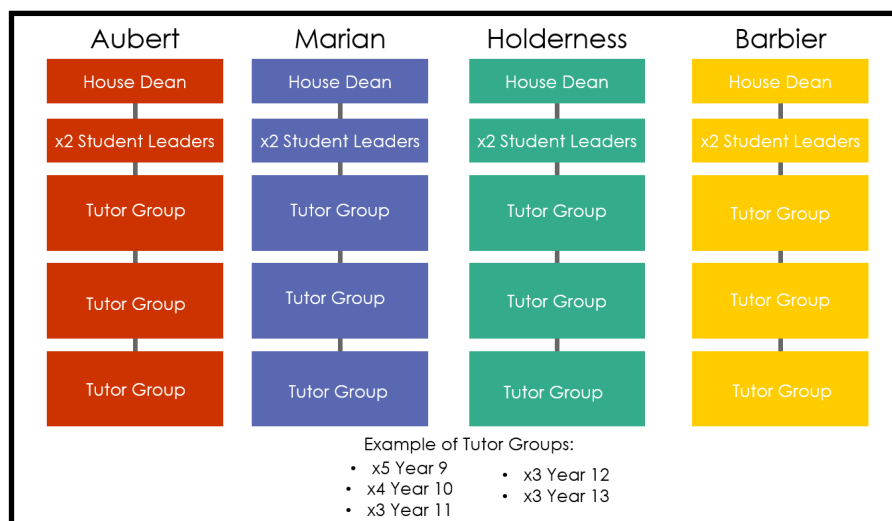 Aubert
Marian
Holderness
Barbier
House Dean
House Dean
House Dean
House Dean
x2 Student Leaders
x2 Student Leaders
x2 Student Leaders
x2 Student Leaders
Tutor Group
Tutor Group
Tutor Group
Tutor Group
Tutor Group
Tutor Group
Tutor Group
Tutor Group
Tutor Group
Tutor Group
Tutor Group
Tutor Group
Example of Tutor Groups:
• x5 Year 9
• x4 Year 10
• x3 Year 11
• x3 Year 12
• x3 Year 13